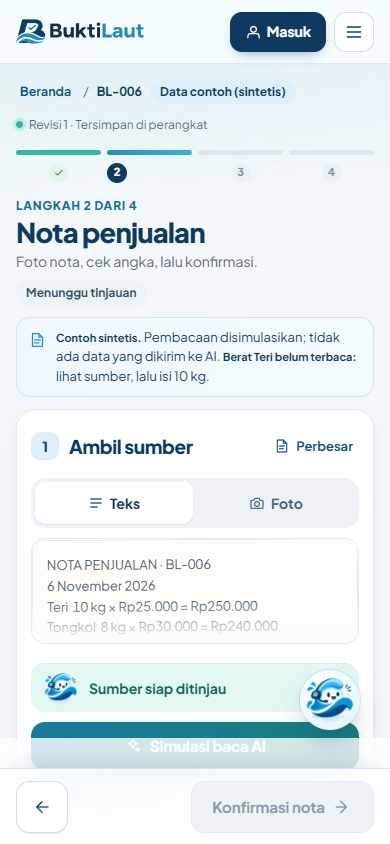 BuktiLaut
Masuk
Beranda / BL-006 Data contoh (sintetis)
Revisi 1 · Tersimpan di perangkat
2 3 4
LANGKAH 2 DARI 4
Nota penjualan
Foto nota, cek angka, lalu konfirmasi.
Menunggu tinjauan
Contoh sintetis. Pembacaan disimulasikan; tidak
ada data yang dikirim ke AI. Berat Teri belum terbaca:
lihat sumber, lalu isi 10 kg.
1 Ambil sumber Perbesar
Teks Foto
NOTA PENJUALAN · BL-006
6 November 2026
Teri 10 kg × Rp25.000 = Rp250.000
Tongkol 8 kg × Rp30.000 = Rp240.000
Sumber siap ditinjau
Simulasi baca AI
Konfirmasi nota